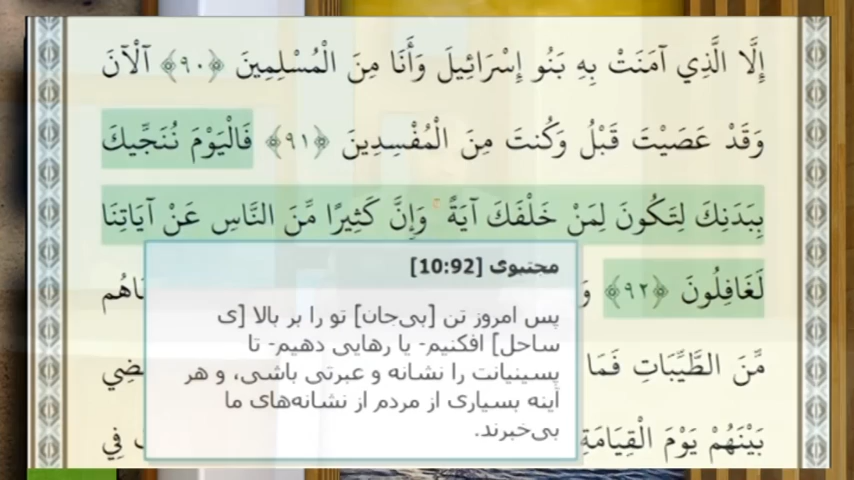 إِلَّا الَّذِي آمَنَتْ بِهِ بَنُو إِسْرَائِيلَ وَأَنَا مِنَ الْمُسْلِمِينَ ﴿٩٠﴾ آلْآنَ
وَقَدْ عَصَيْتَ قَبْلُ وَكُنتَ مِنَ الْمُفْسِدِينَ ﴿٩١﴾ فَالْيَوْمَ نُنَجِّيكَ
بِبَدَنِكَ لِتَكُونَ لِمَنْ خَلْفَكَ آيَةً ۚ وَإِنَّ كَثِيرًا مِّنَ النَّاسِ عَنْ آيَاتِنَا
لَغَافِلُونَ ﴿٩٢﴾ وَ
مِّنَ الطَّيِّبَاتِ فَمَا
بَيْنَهُمْ يَوْمَ الْقِيَامَةِ فِي
مجتبوی [10:92]
پس امروز تن [بی‌جان] تو را بر بالا [ی
ساحل] افکنیم- یا رهایی دهیم- تا
پسینیانت را نشانه و عبرتی باشی، و هر
آینه بسیاری از مردم از نشانه‌های ما
بی‌خبرند.